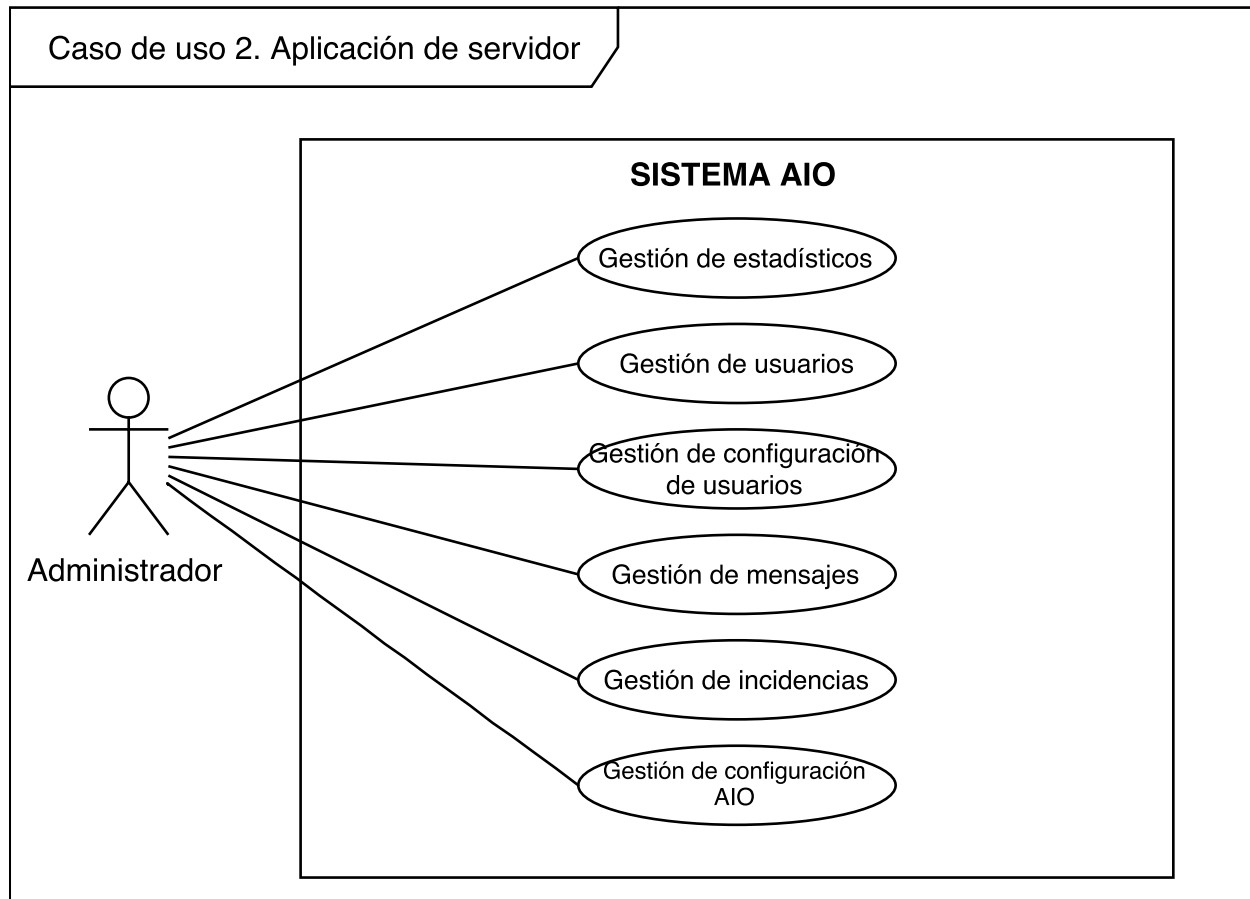 Caso de uso 2. Aplicación de servidor
SISTEMA AIO
Gestión de estadísticos
Gestión de usuarios
Gestión de configuración
de usuarios
Administrador
Gestión de mensajes
Gestión de incidencias
Gestión de configuración
AIO